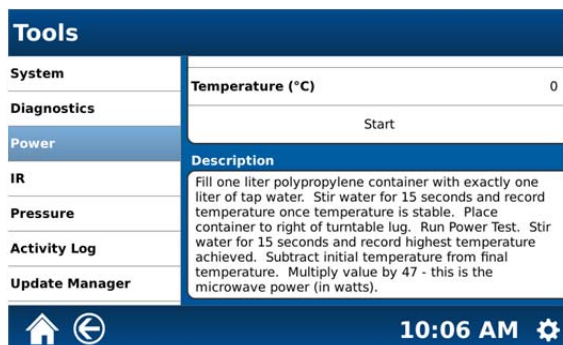 Tools
System
Diagnostics
Power
IR
Pressure
Activity Log
Update Manager
Temperature (°C) 0
Start
Description
Fill one liter polypropylene container with exactly one
liter of tap water. Stir water for 15 seconds and record
temperature once temperature is stable. Place
container to right of turntable lug. Run Power Test. Stir
water for 15 seconds and record highest temperature
achieved. Subtract initial temperature from final
temperature. Multiply value by 47 - this is the
microwave power (in watts).
10:06 AM